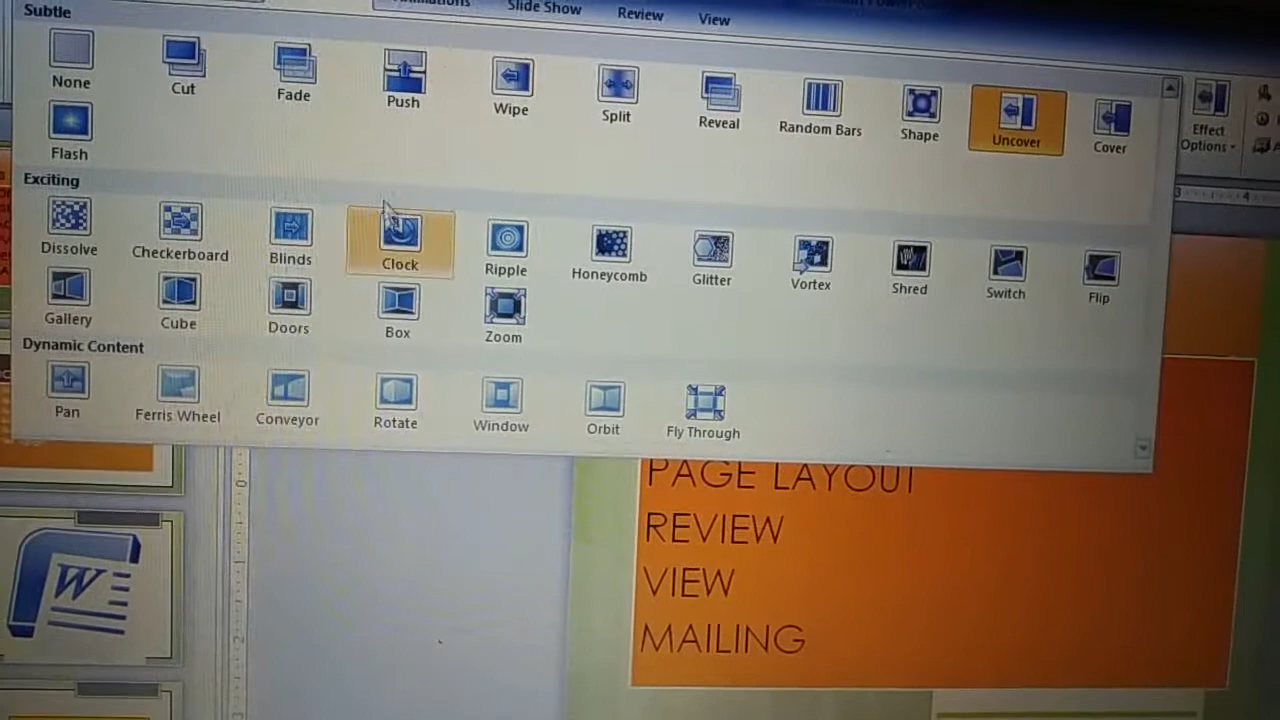 Slide Show Review View
Subtle
None Cut Fade Push Wipe Split Reveal Random Bars Shape Uncover Cover
Flash
Effect
Options
Exciting
Dissolve Checkerboard Blinds Clock Ripple Honeycomb Glitter Vortex Shred Switch Flip
Gallery Cube Doors Box Zoom
Dynamic Content
Pan Ferris Wheel Conveyor Rotate Window Orbit Fly Through
PAGE LAYOUT
REVIEW
VIEW
MAILING
W